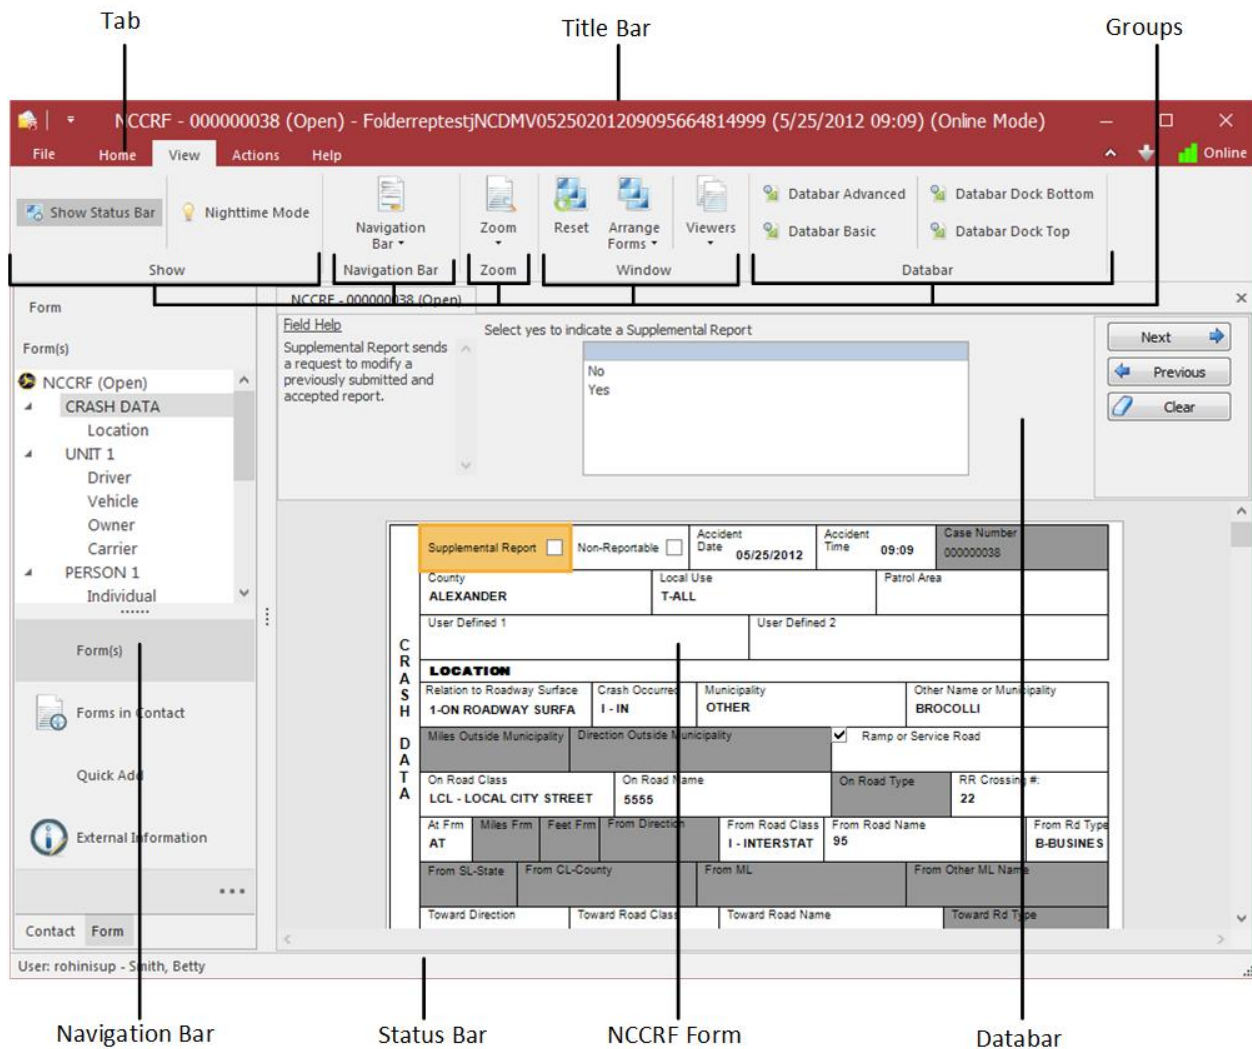 Tab
Title Bar
Groups
NCCRF - 000000038 (Open) - FolderreptestjNCDMV05250201209095664814999 (5/25/2012 09:09) (Online Mode)
File Home View Actions Help
Online
Show Status Bar
Nighttime Mode
Navigation
Bar
Zoom
Reset
Arrange
Forms
Viewers
Databar Advanced
Databar Dock Bottom
Databar Basic
Databar Dock Top
Show
Navigation Bar
Zoom
Window
Databar
Form
NCCRF - 000000038 (Open)
Form(s)
NCCRF (Open)
CRASH DATA
Location
UNIT 1
Driver
Vehicle
Owner
Carrier
PERSON 1
Individual
Form(s)
Forms in Contact
Quick Add
External Information
Contact Form
Field Help
Supplemental Report sends
a request to modify a
previously submitted and
accepted report.
Select yes to indicate a Supplemental Report
No
Yes
Next
Previous
Clear
CRASH DATA
Supplemental Report
Non-Reportable
Accident
Date 05/25/2012
Accident
Time 09:09
Case Number
000000038
County
ALEXANDER
Local Use
T-ALL
Patrol Area
User Defined 1
User Defined 2
LOCATION
Relation to Roadway Surface
1-ON ROADWAY SURFA
Crash Occurred
I - IN
Municipality
OTHER
Other Name or Municipality
BROCOLLI
Miles Outside Municipality
Direction Outside Municipality
Ramp or Service Road
On Road Class
LCL - LOCAL CITY STREET
On Road Name
5555
On Road Type
RR Crossing #:
22
At Frm
AT
Miles Frm
Feet Frm
From Direction
From Road Class
I - INTERSTAT
From Road Name
95
From Rd Type
B-BUSINES
From SL-State
From CL-County
From ML
From Other ML Name
Toward Direction
Toward Road Class
Toward Road Name
Toward Rd Type
User: rohinisup - Smith, Betty
Navigation Bar
Status Bar
NCCRF Form
Databar